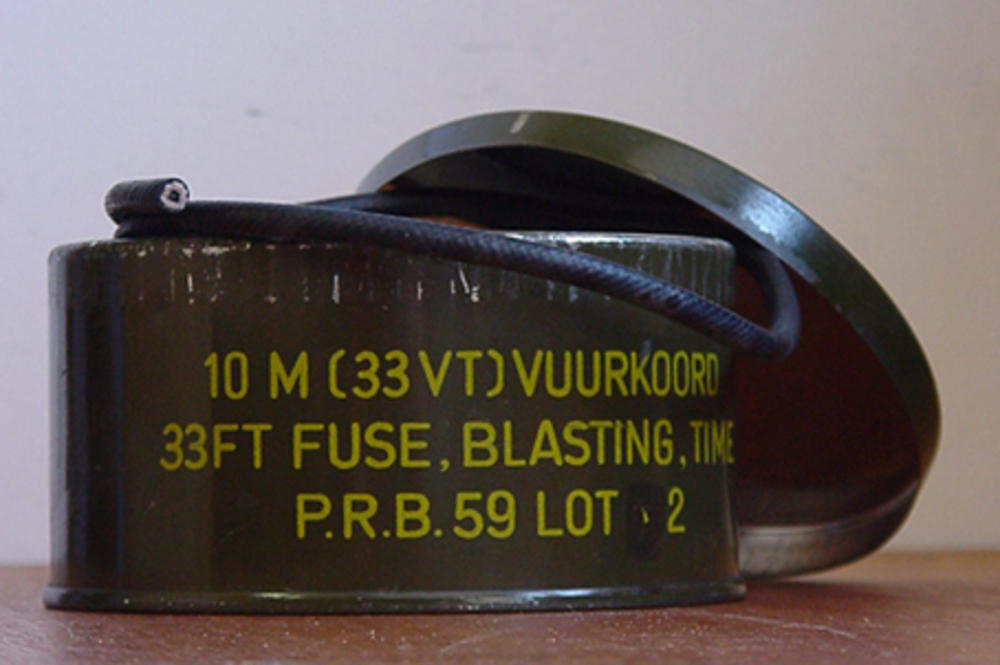 10 M (33 VT) VUURKOORD
33FT FUSE, BLASTING, TIME
P.R.B. 59 LOT 2